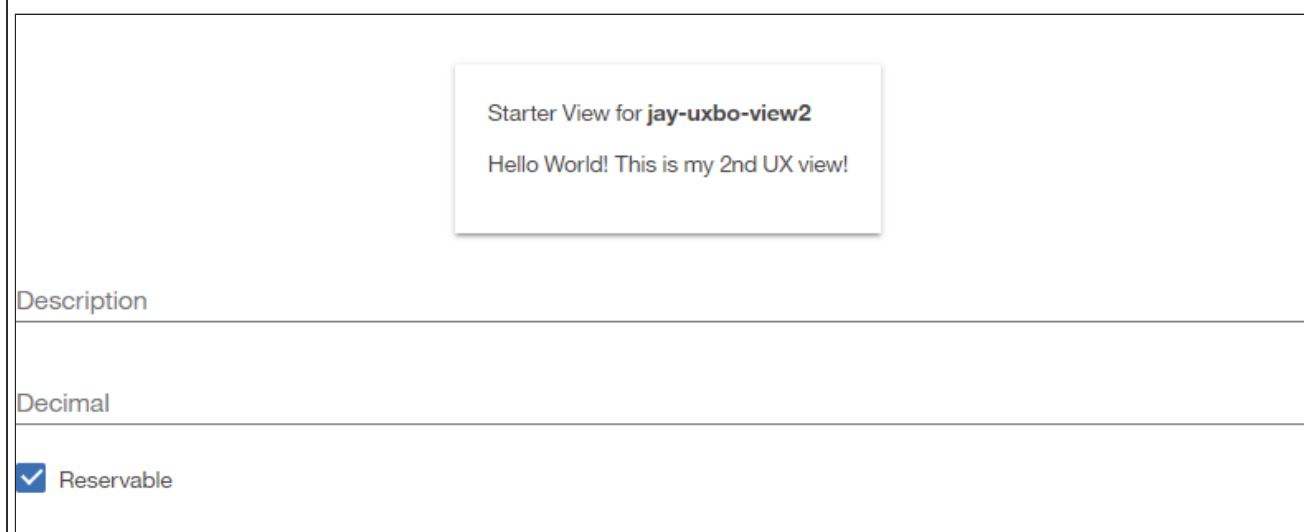 Starter View for jay-uxbo-view2
Hello World! This is my 2nd UX view!
Description
Decimal
Reservable